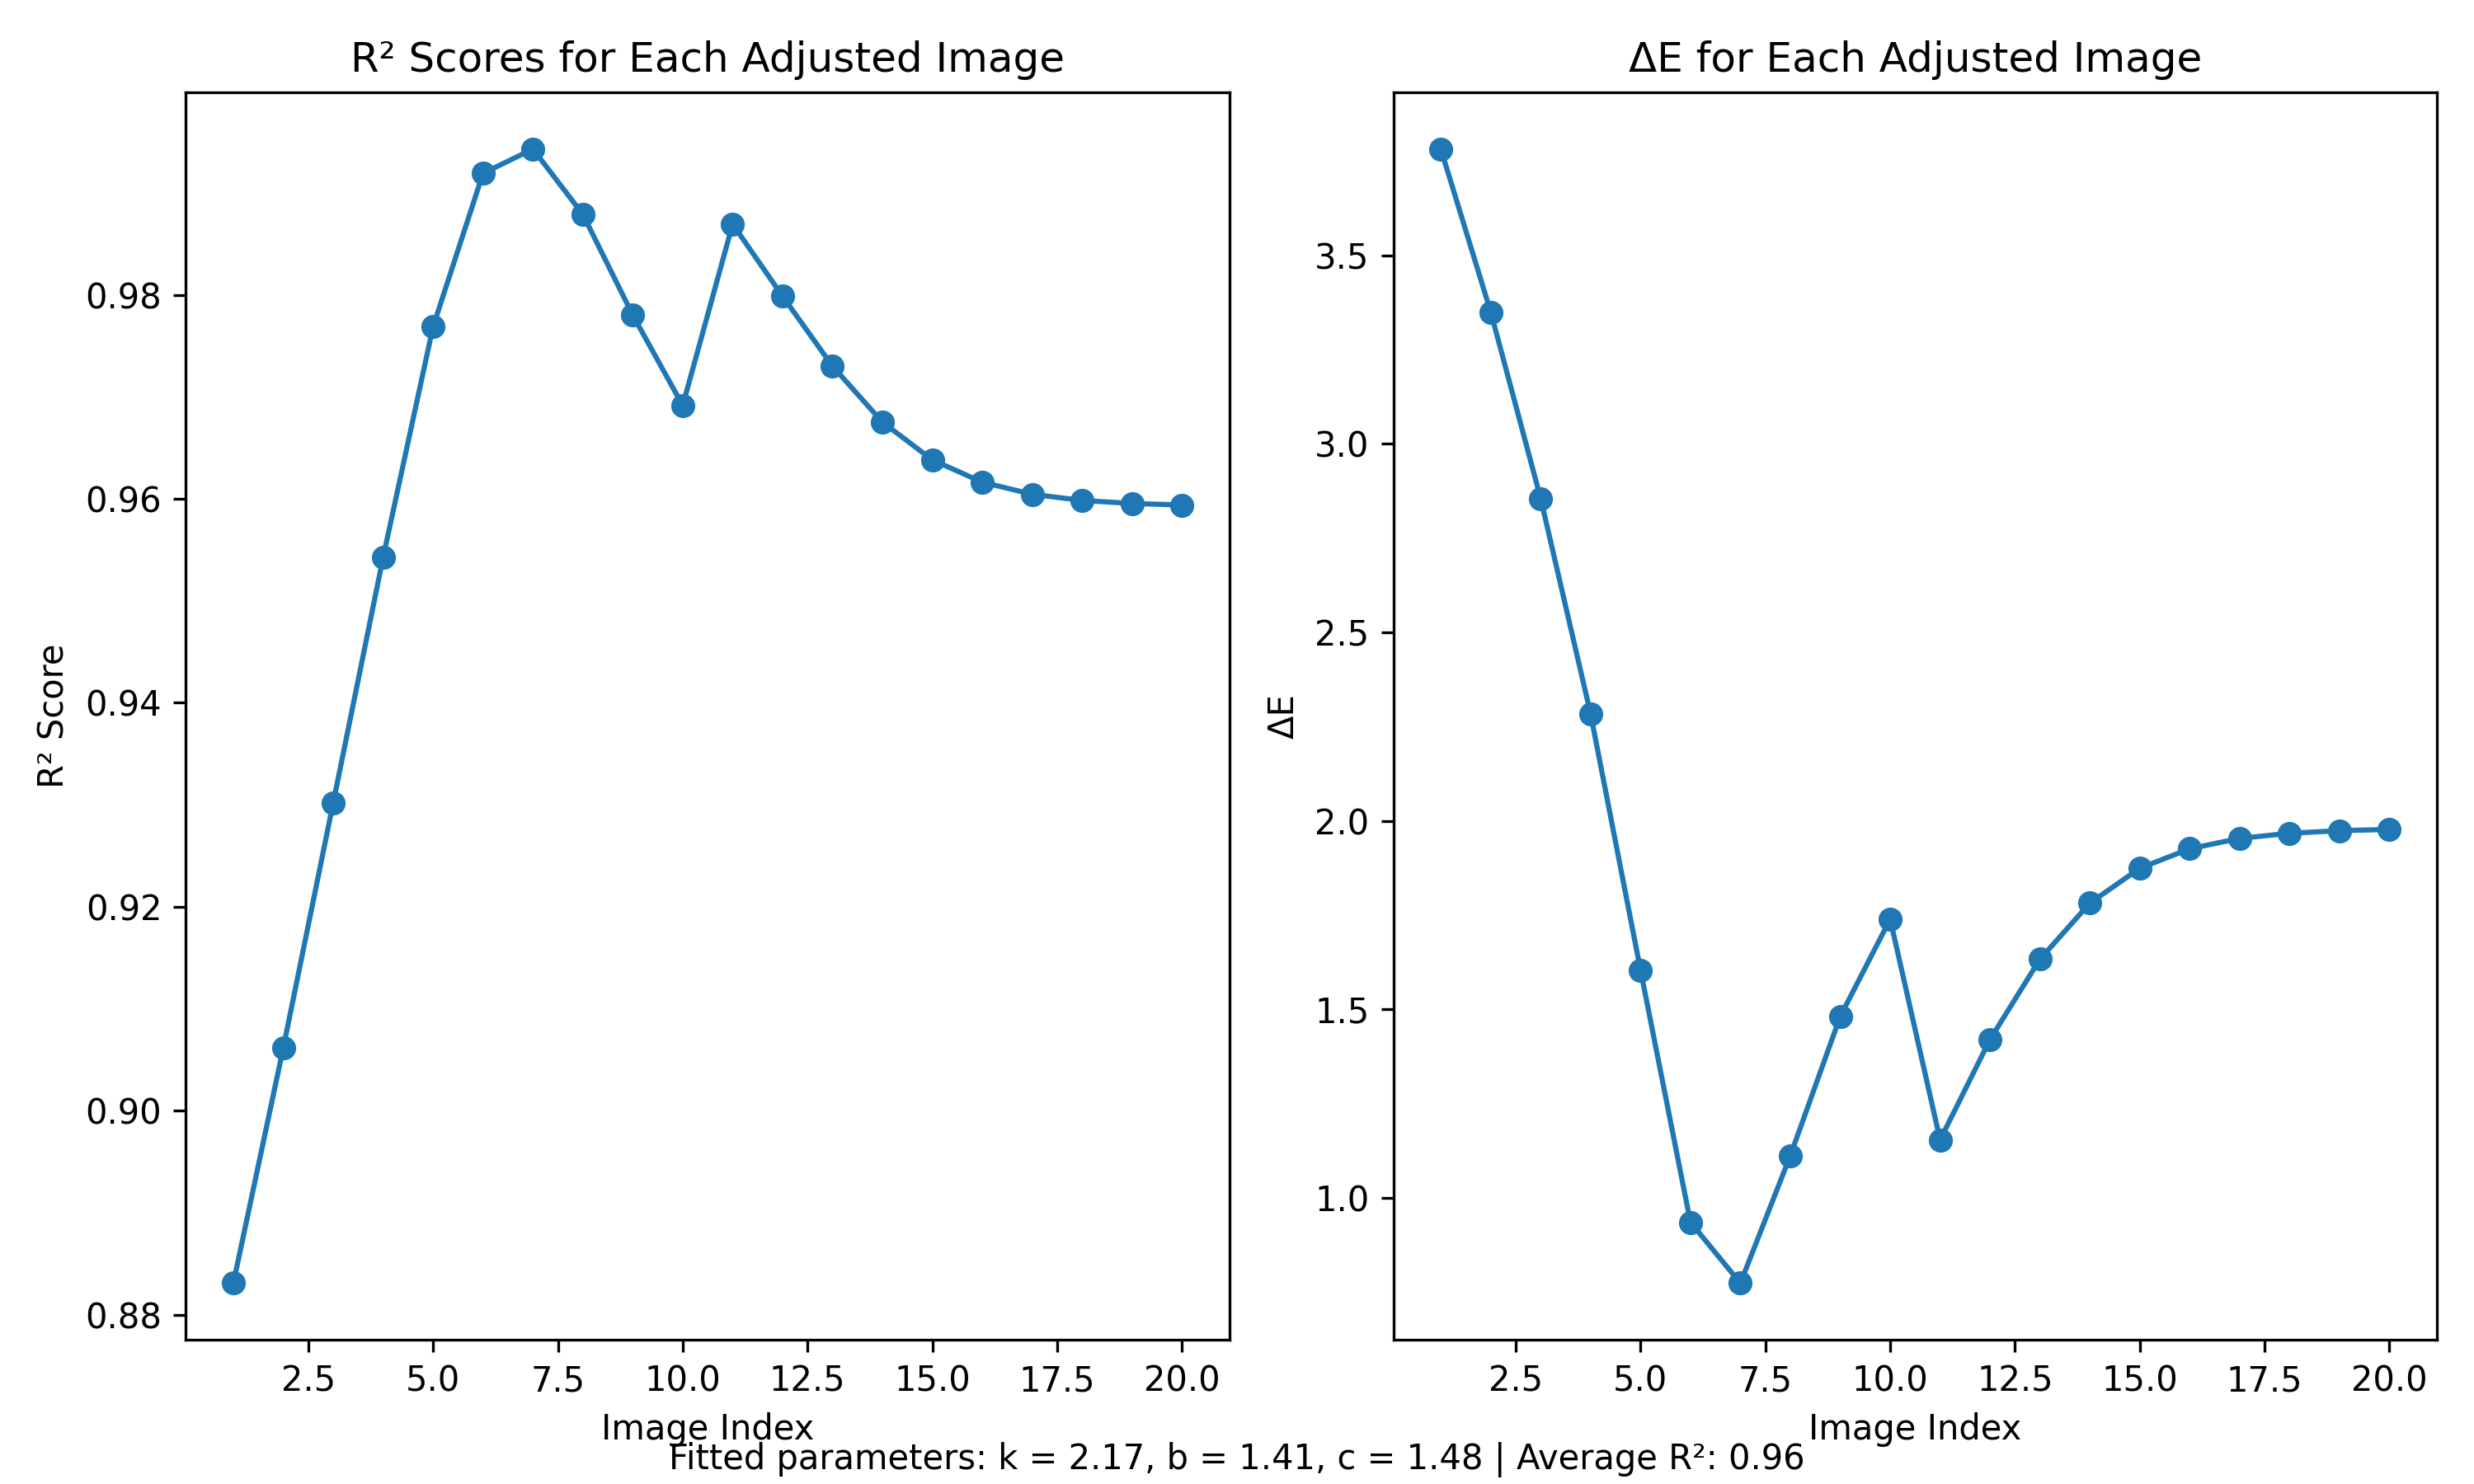 R² Scores for Each Adjusted Image
R² Score
0.98
0.96
0.94
0.92
0.90
0.88
2.5 5.0 7.5 10.0 12.5 15.0 17.5 20.0
Image Index
ΔE for Each Adjusted Image
ΔE
3.5
3.0
2.5
2.0
1.5
1.0
2.5 5.0 7.5 10.0 12.5 15.0 17.5 20.0
Image Index
Fitted parameters: k = 2.17, b = 1.41, c = 1.48 | Average R²: 0.96